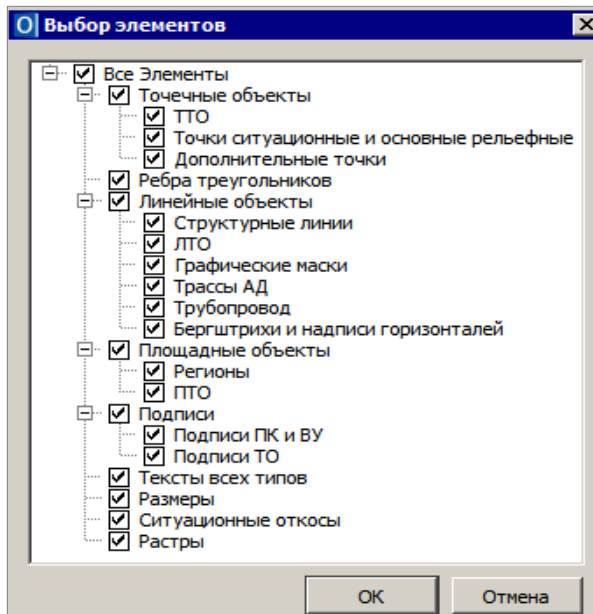 Выбор элементов
Все Элементы
Точечные объекты
ТТО
Точки ситуационные и основные рельефные
Дополнительные точки
Ребра треугольников
Линейные объекты
Структурные линии
ЛТО
Графические маски
Трассы АД
Трубопровод
Бергштрихи и надписи горизонталей
Площадные объекты
Регионы
ПТО
Подписи
Подписи ПК и ВУ
Подписи ТО
Тексты всех типов
Размеры
Ситуационные откосы
Растры
ОК Отмена